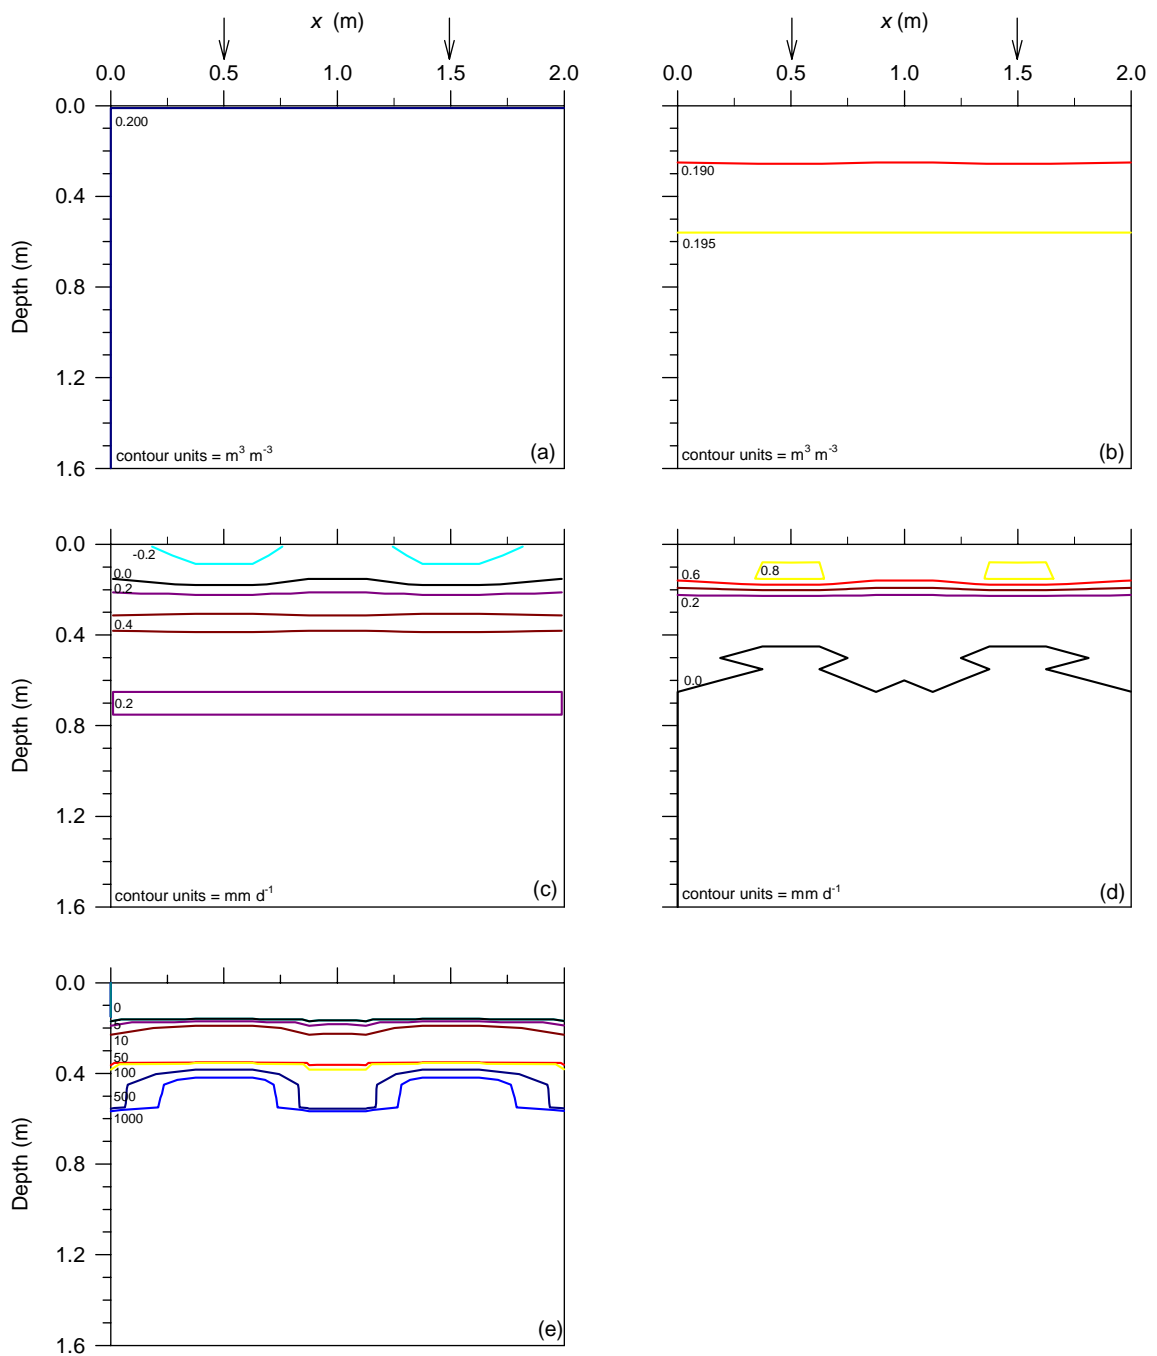 x (m)
x (m)
0.0 0.5 1.0 1.5 2.0
0.0 0.5 1.0 1.5 2.0
0.0
0.4
0.8
1.2
1.6
Depth (m)
0.200
contour units = m³ m⁻³
(a)
0.190
0.195
contour units = m³ m⁻³
(b)
0.0
0.4
0.8
1.2
1.6
Depth (m)
-0.2
0.0
0.2
0.4
0.2
contour units = mm d⁻¹
(c)
0.8
0.6
0.2
0.0
contour units = mm d⁻¹
(d)
0.0
0.4
0.8
1.2
1.6
Depth (m)
0
5
10
50
100
500
1000
(e)